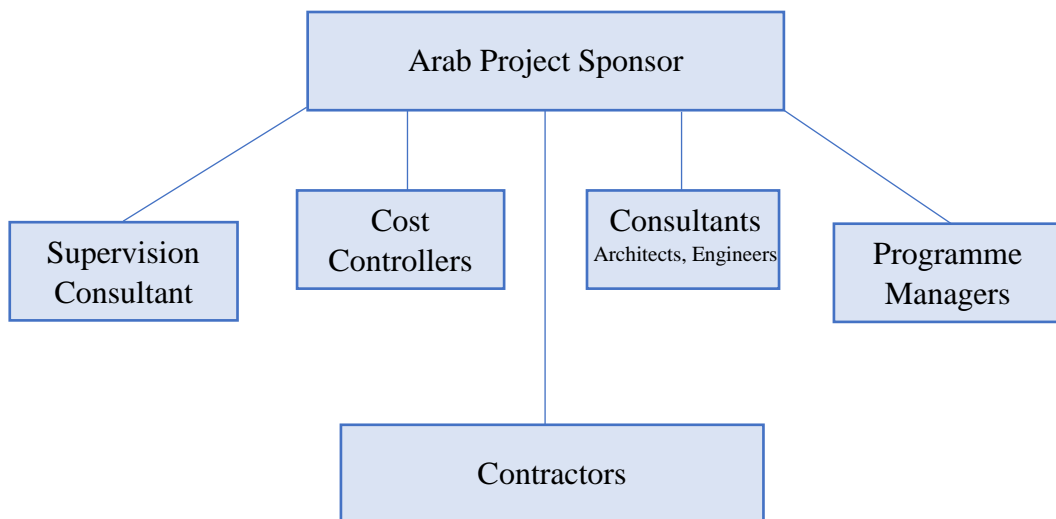 Arab Project Sponsor
Supervision
Consultant
Cost
Controllers
Consultants
Architects, Engineers
Programme
Managers
Contractors